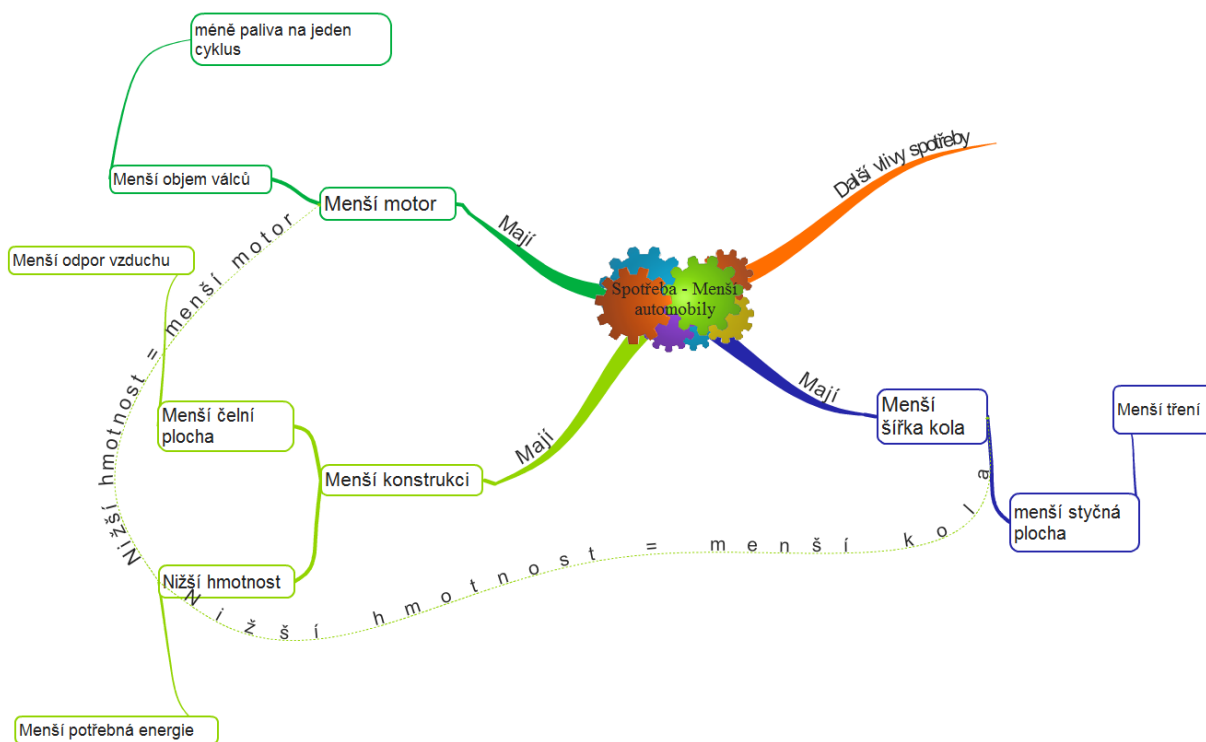 méně paliva na jeden
cyklus
Menší objem válců
Menší motor
Mají
Další vlivy spotřeby
Spotřeba - Menší
automobily
Menší odpor vzduchu
Nižší hmotnost = menší motor
Menší čelní
plocha
Menší konstrukci
Mají
Mají
Menší
šířka kola
Menší tření
menší styčná
plocha
Nižší hmotnost
Nižší hmotnost = menší kola
Menší potřebná energie